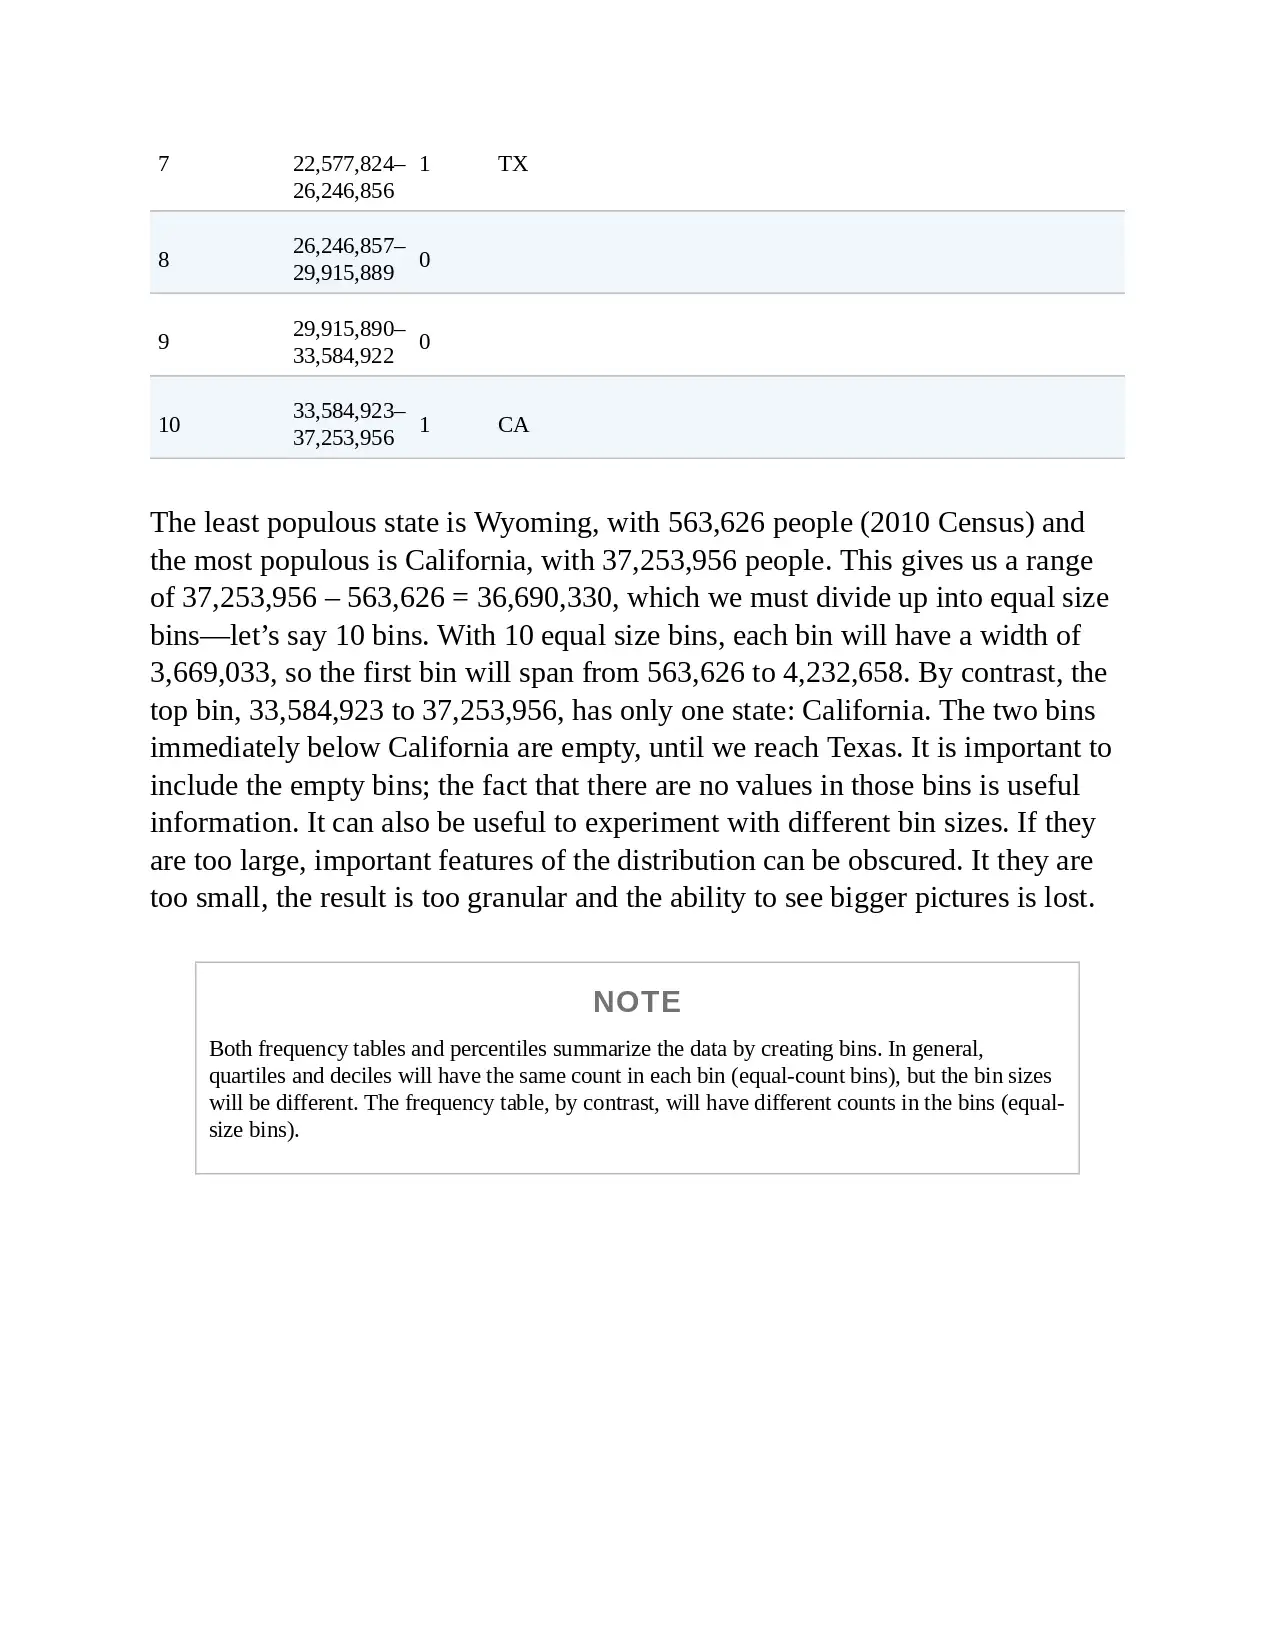 7 22,577,824– 1 TX
26,246,856
26,246,857–
8 0
29,915,889
29,915,890–
9 0
33,584,922
33,584,923–
10 1 CA
37,253,956
The least populous state is Wyoming, with 563,626 people (2010 Census) and
the most populous is California, with 37,253,956 people. This gives us a range
of 37,253,956 – 563,626 = 36,690,330, which we must divide up into equal size
bins—let’s say 10 bins. With 10 equal size bins, each bin will have a width of
3,669,033, so the first bin will span from 563,626 to 4,232,658. By contrast, the
top bin, 33,584,923 to 37,253,956, has only one state: California. The two bins
immediately below California are empty, until we reach Texas. It is important to
include the empty bins; the fact that there are no values in those bins is useful
information. It can also be useful to experiment with different bin sizes. If they
are too large, important features of the distribution can be obscured. It they are
too small, the result is too granular and the ability to see bigger pictures is lost.
NOTE
Both frequency tables and percentiles summarize the data by creating bins. In general,
quartiles and deciles will have the same count in each bin (equal-count bins), but the bin sizes
will be different. The frequency table, by contrast, will have different counts in the bins (equal-
size bins).